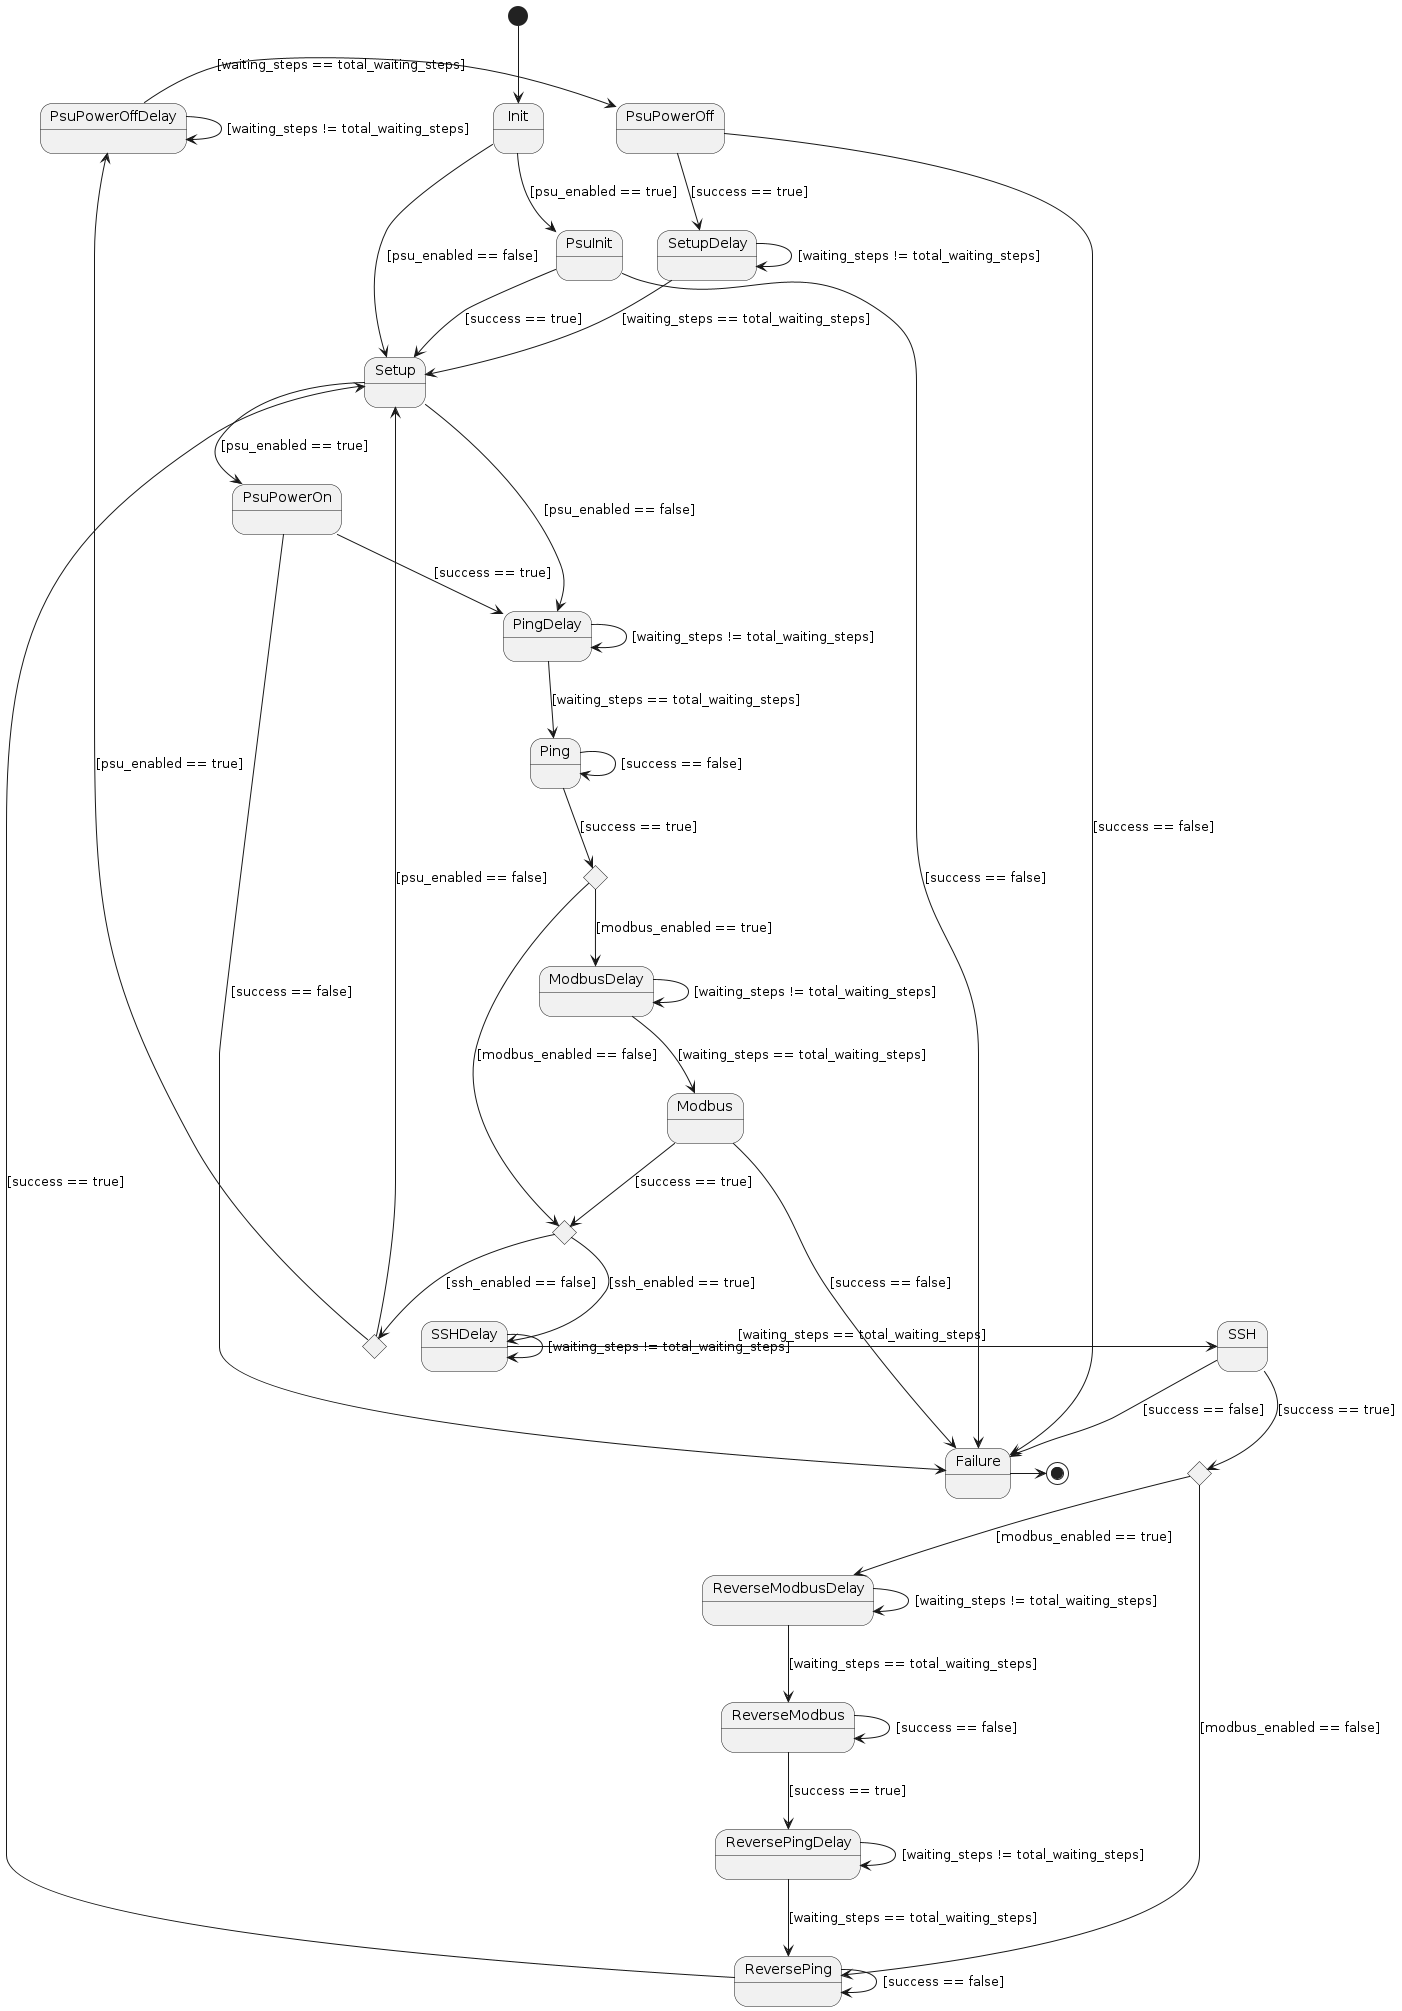 [waiting_steps == total_waiting_steps]
PsuPowerOffDelay
Init
PsuPowerOff
[waiting_steps != total_waiting_steps]
[psu_enabled == true]
[success == true]
PsuInit
SetupDelay
[psu_enabled == false]
[waiting_steps != total_waiting_steps]
[success == true]
[waiting_steps == total_waiting_steps]
Setup
[psu_enabled == true]
PsuPowerOn
[psu_enabled == false]
[success == true]
PingDelay
[waiting_steps != total_waiting_steps]
[waiting_steps == total_waiting_steps]
Ping
[psu_enabled == true]
[success == false]
[success == true]
[success == false]
[psu_enabled == false]
[success == false]
[modbus_enabled == true]
ModbusDelay
[success == false]
[waiting_steps != total_waiting_steps]
[modbus_enabled == false]
[waiting_steps == total_waiting_steps]
Modbus
[success == true]
[success == true]
[ssh_enabled == false]
[ssh_enabled == true]
[success == false]
SSHDelay
[waiting_steps == total_waiting_steps]
SSH
[waiting_steps != total_waiting_steps]
[success == false]
[success == true]
Failure
[modbus_enabled == true]
ReverseModbusDelay
[waiting_steps != total_waiting_steps]
[waiting_steps == total_waiting_steps]
ReverseModbus
[success == false]
[modbus_enabled == false]
[success == true]
ReversePingDelay
[waiting_steps != total_waiting_steps]
[waiting_steps == total_waiting_steps]
ReversePing
[success == false]